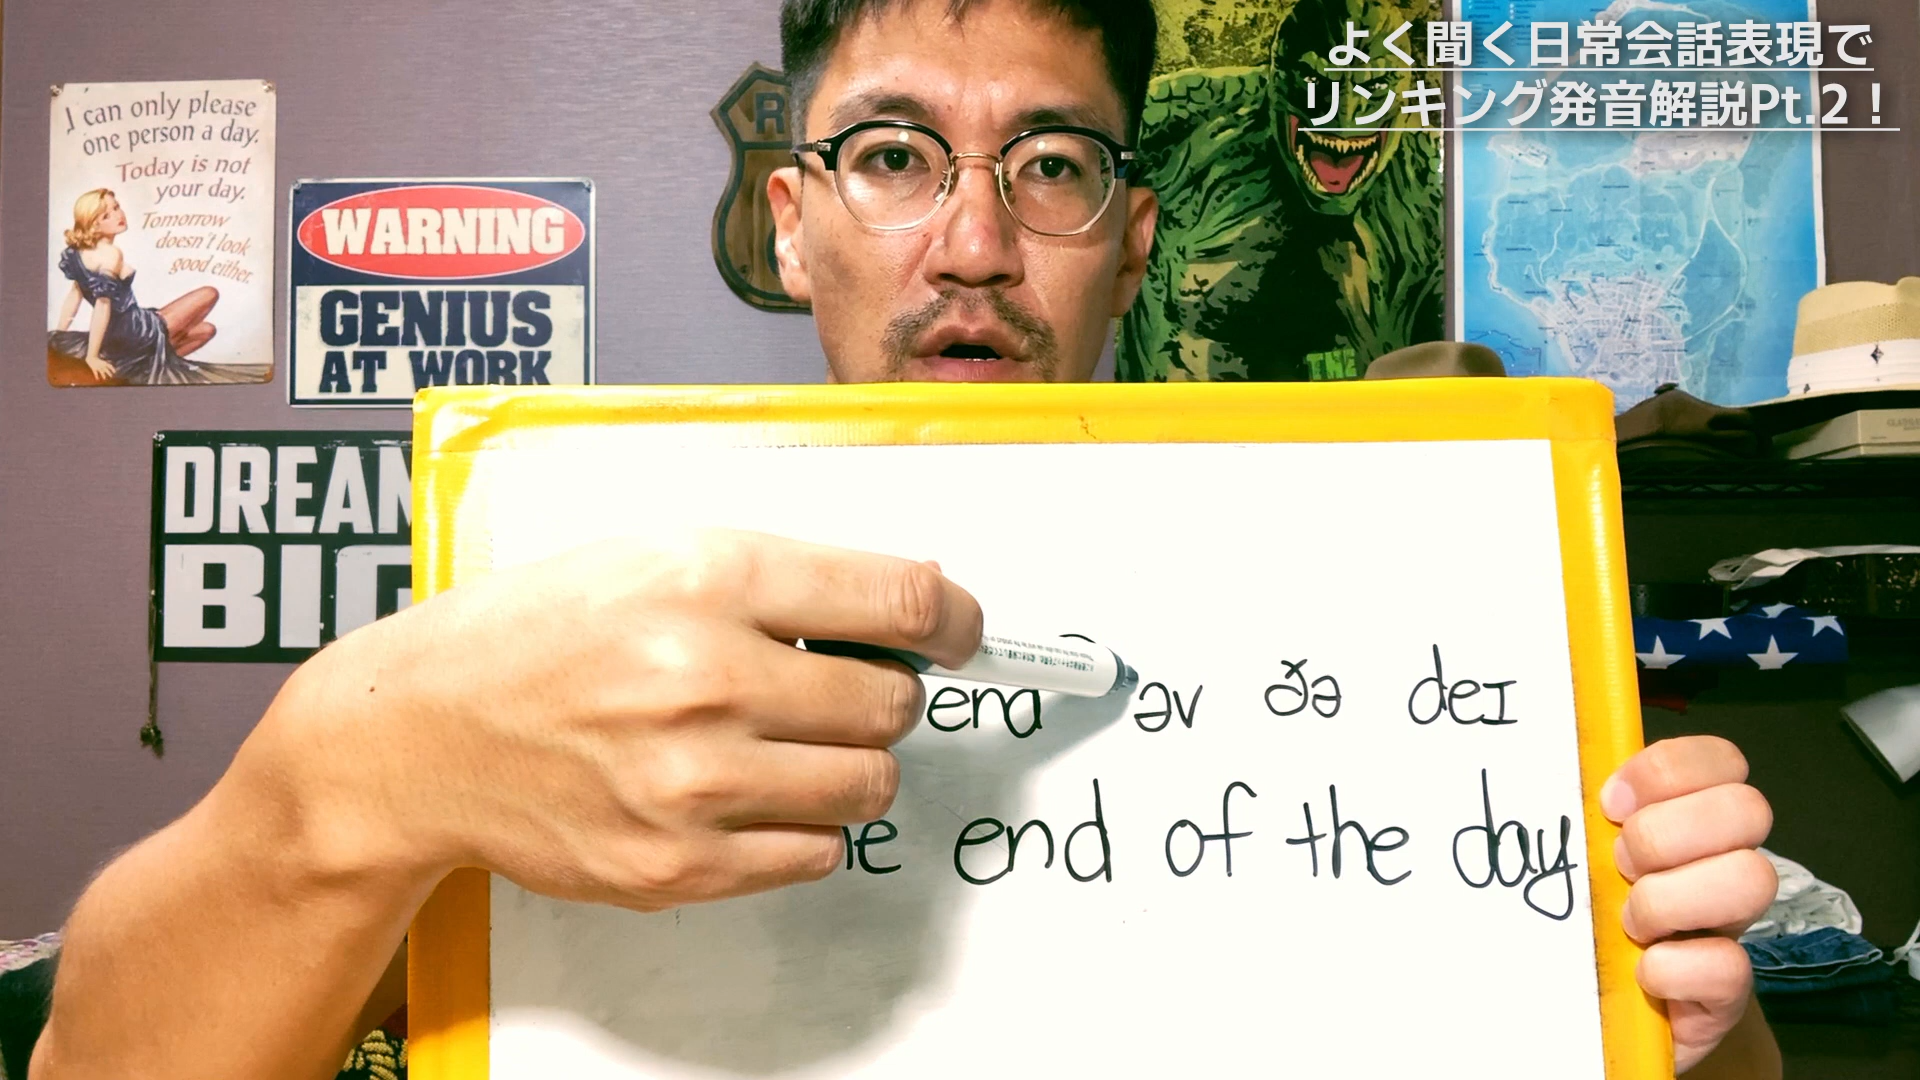 よく聞く日常会話表現で
リンキング発音解説Pt.2！
I can only please
one person a day.
Today is not
your day.
Tomorrow
doesn't look
good either.
WARNING
GENIUS
AT WORK
DREAM
BIG
R
end əv ðə deɪ
he end of the day